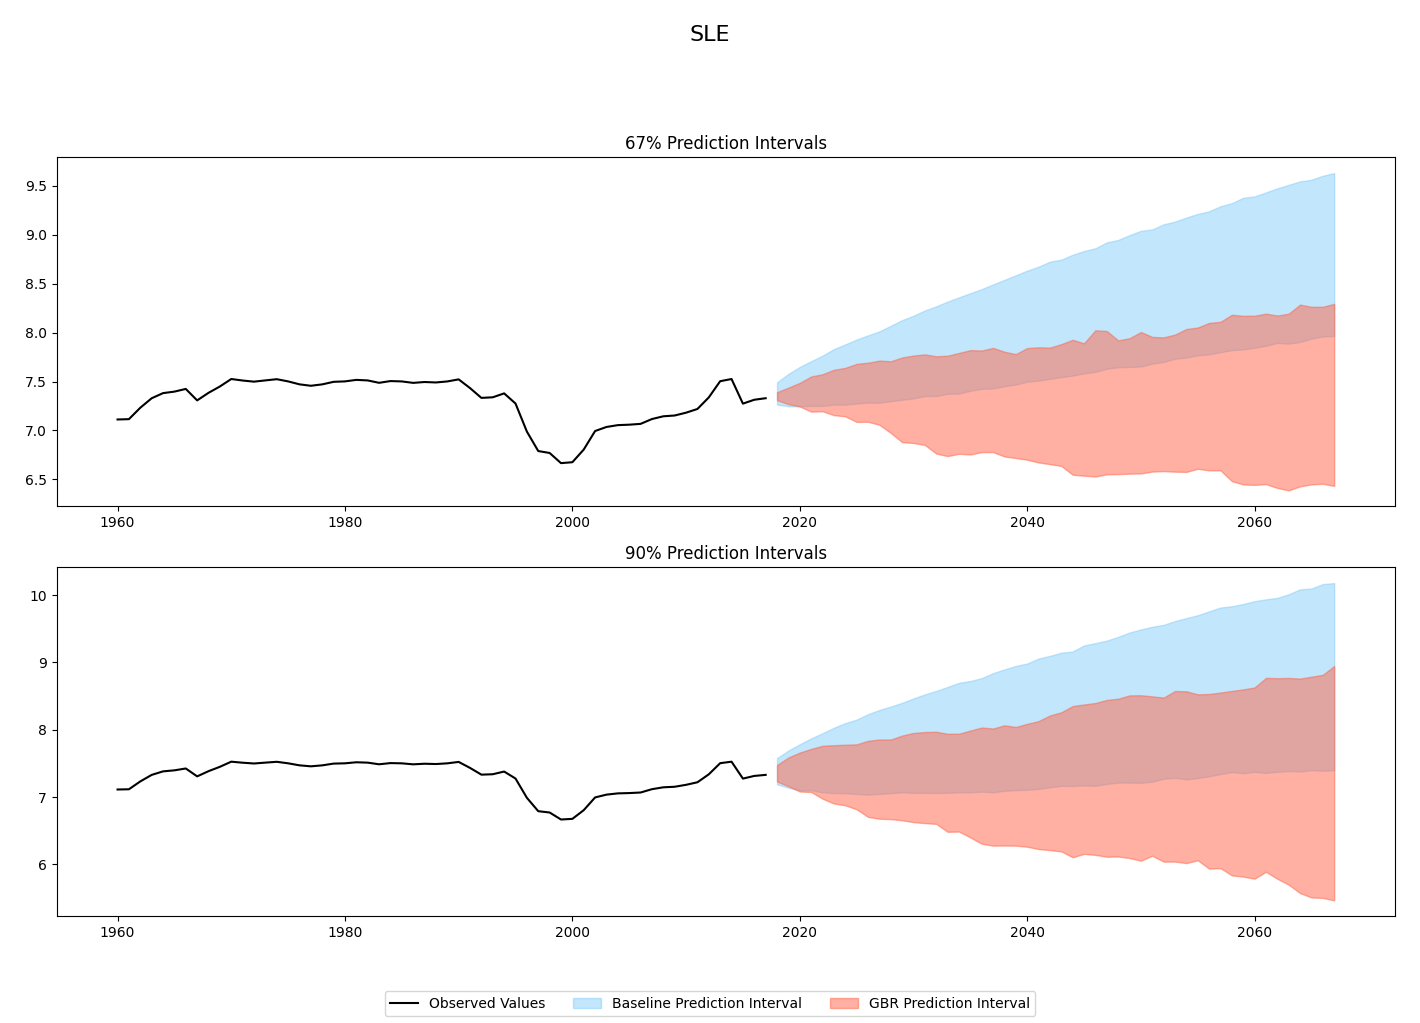 SLE
67% Prediction Intervals
9.5
9.0
8.5
8.0
7.5
7.0
6.5
1960 1980 2000 2020 2040 2060
90% Prediction Intervals
10
9
8
7
6
1960 1980 2000 2020 2040 2060
Observed Values Baseline Prediction Interval GBR Prediction Interval